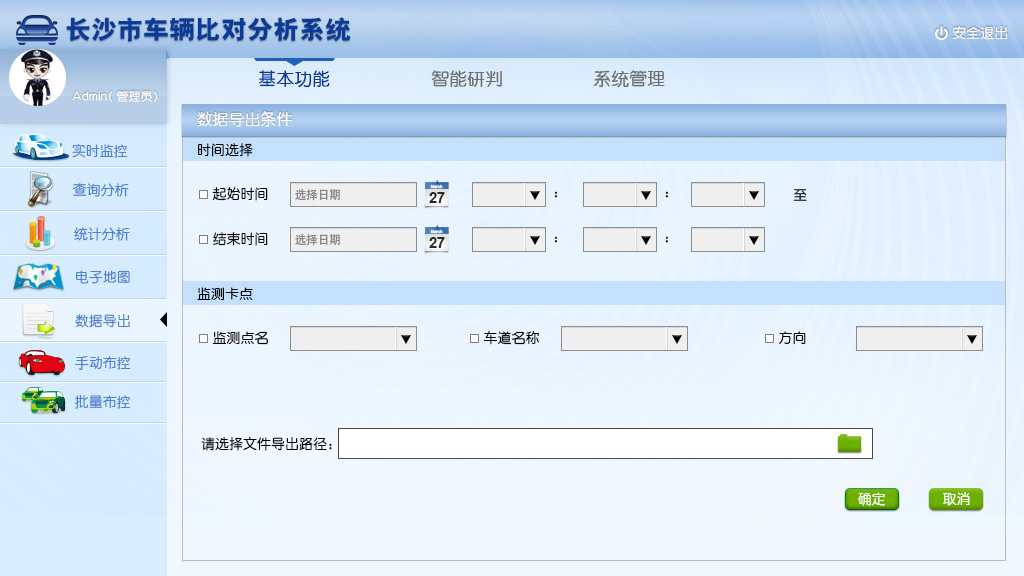 长沙市车辆比对分析系统
安全退出
Admin( 管理员)
基本功能 智能研判 系统管理
实时监控
查询分析
统计分析
电子地图
数据导出
手动布控
批量布控
数据导出条件
时间选择
起始时间 选择日期 March 27 : : 至
结束时间 选择日期 March 27 : :
监测卡点
监测点名 车道名称 方向
请选择文件导出路径:
确定 取消